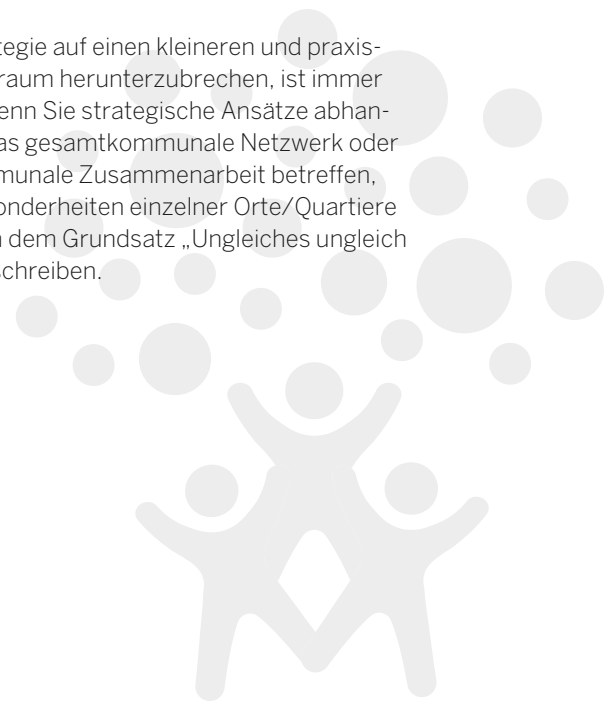 tegie auf einen kleineren und praxis-
raum herunterzubrechen, ist immer
enn Sie strategische Ansätze abhan-
as gesamtkommunale Netzwerk oder
munale Zusammenarbeit betreffen,
onderheiten einzelner Orte/Quartiere
dem Grundsatz „Ungleiches ungleich
schreiben.